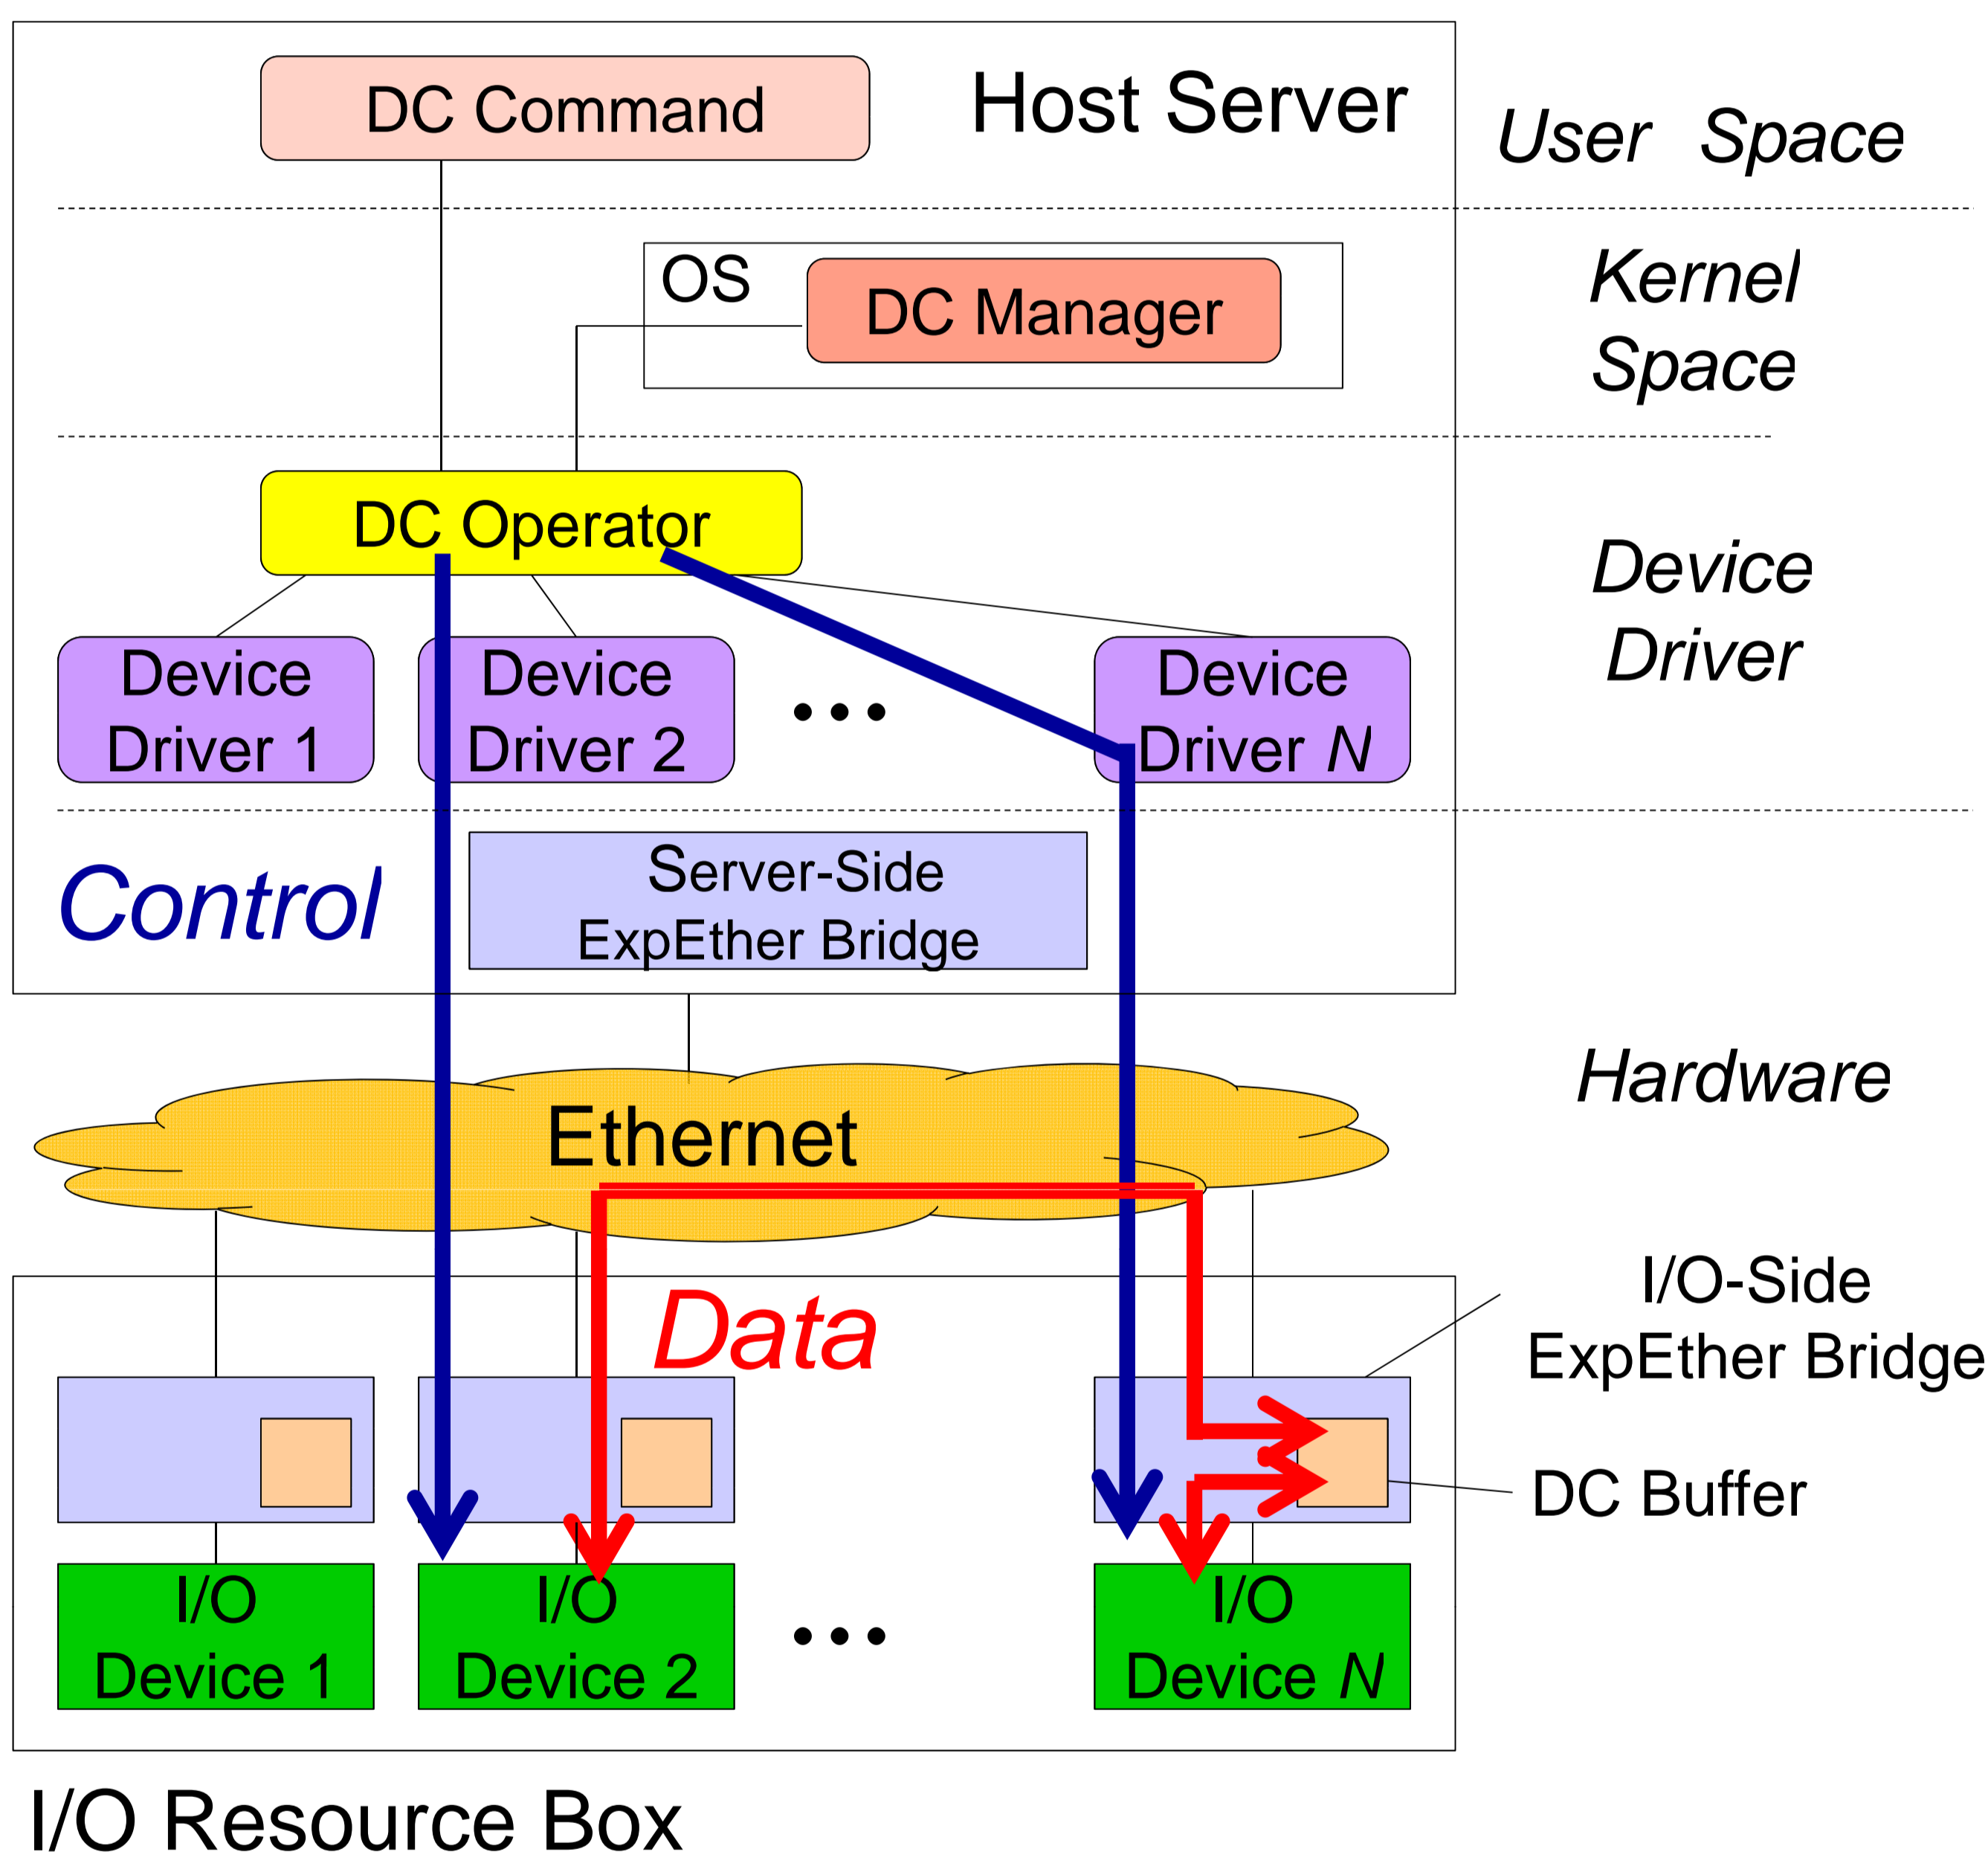 DC Command
Host Server
User Space
OS
DC Manager
Kernel
Space
DC Operator
Device
Driver
Device
Driver 1
Device
Driver 2
•••
Device
Driver N
Control
Server-Side
ExpEther Bridge
Hardware
Ethernet
Data
I/O-Side
ExpEther Bridge
DC Buffer
I/O
Device 1
I/O
Device 2
•••
I/O
Device N
I/O Resource Box